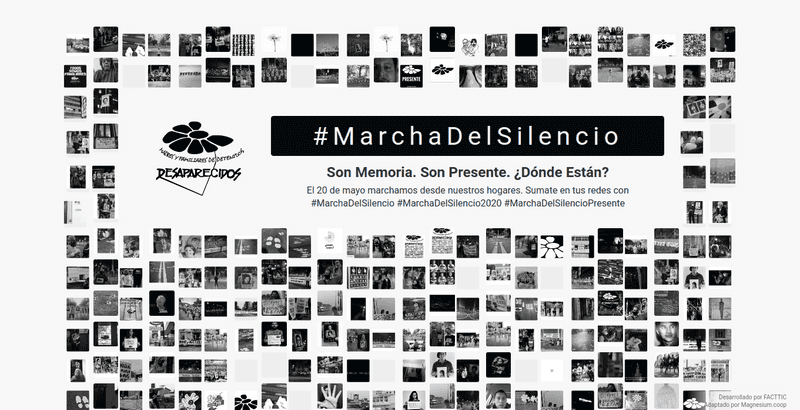 #MarchaDelSilencio
MADRES Y FAMILIARES DE DETENIDOS
DESAPARECIDOS
Son Memoria. Son Presente. ¿Dónde Están?
El 20 de mayo marchamos desde nuestros hogares. Sumate en tus redes con
#MarchaDelSilencio #MarchaDelSilencio2020 #MarchaDelSilencioPresente
PRESENTE
Desarrollado por FACTTIC
Adaptado por Magnesium.coop